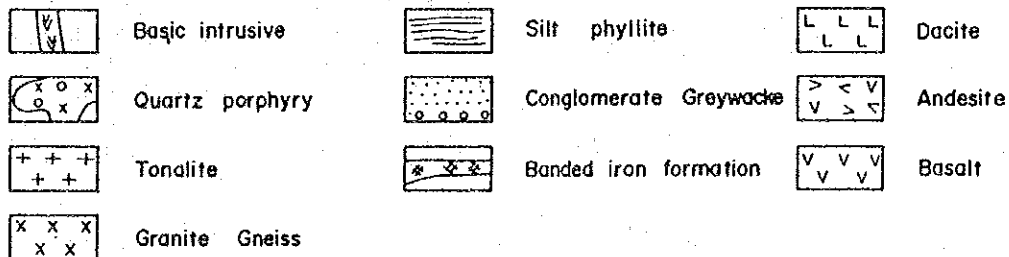 Basic intrusive
Quartz porphyry
Tonalite
Granite Gneiss
Silt phyllite
Conglomerate Greywacke
Banded iron formation
Dacite
Andesite
Basalt